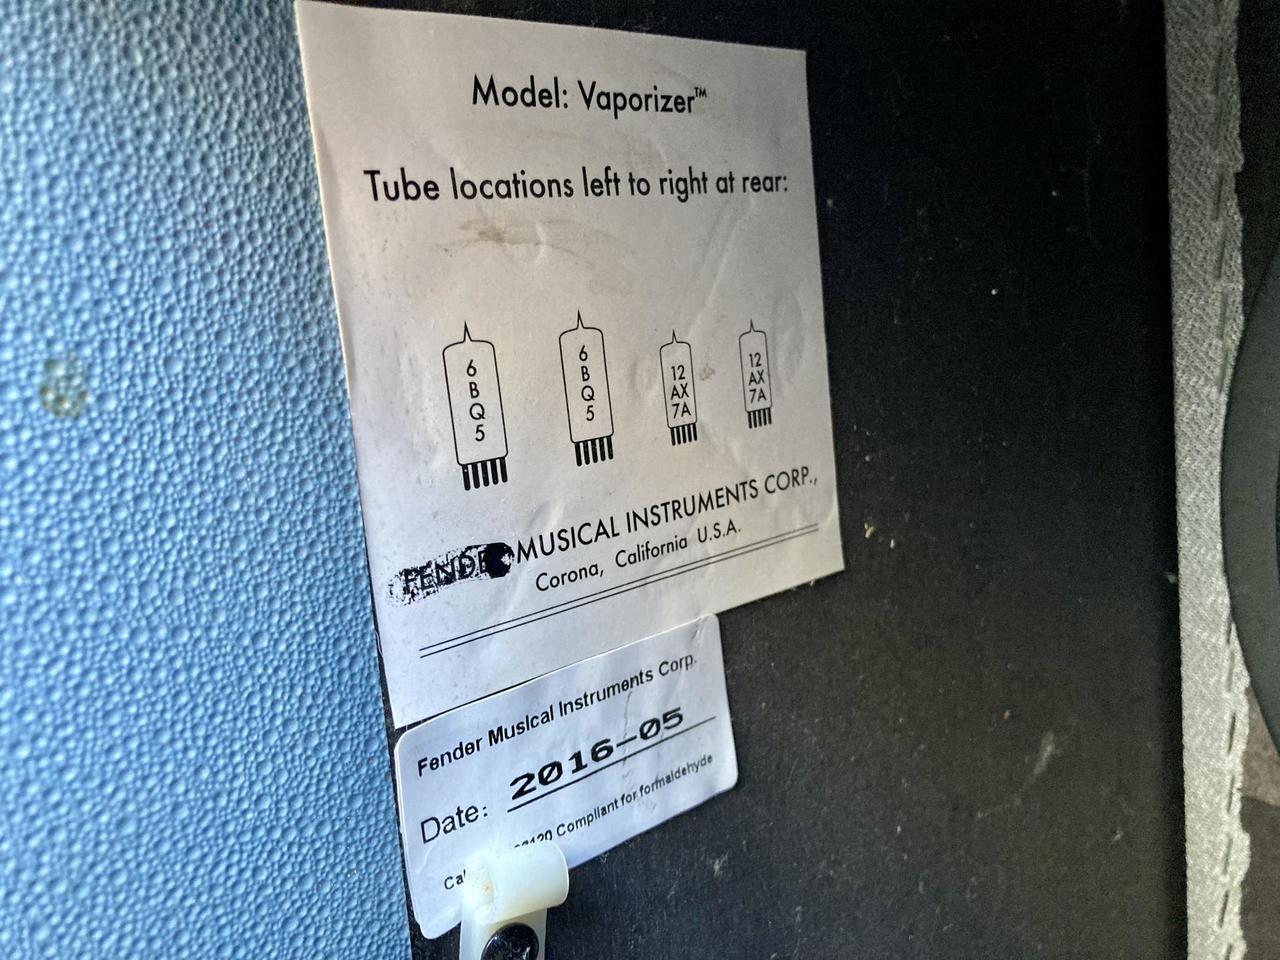 Model: Vaporizer™
Tube locations left to right at rear:
6
B
Q
5
6
B
Q
5
12
AX
7A
12
AX
7A
FENDER MUSICAL INSTRUMENTS CORP.,
Corona, California U.S.A.
Fender Musical Instruments Corp.
Date: 2016-05
Compliant for formaldehyde